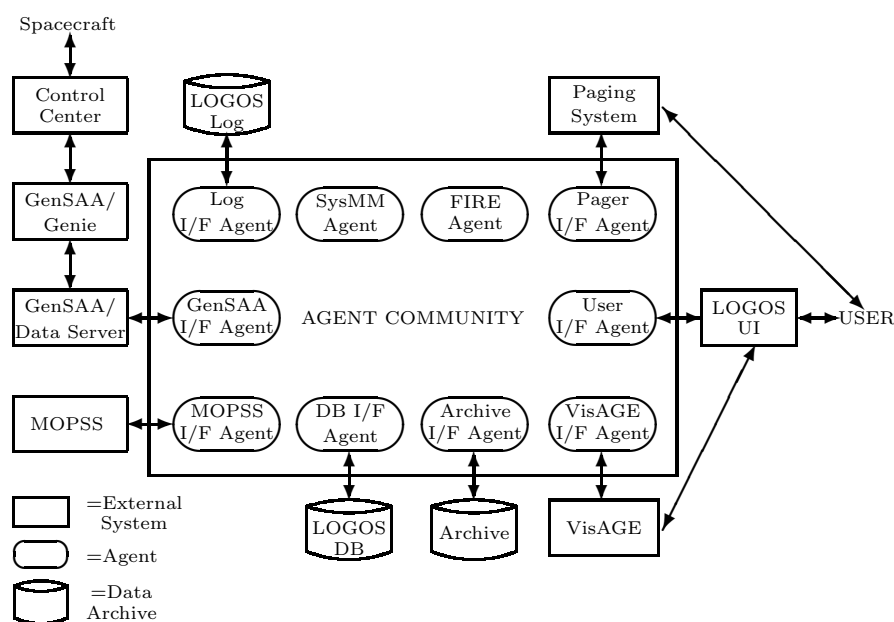 Spacecraft
Control
Center
LOGOS
Log
Paging
System
GenSAA/
Genie
Log
I/F Agent
SysMM
Agent
FIRE
Agent
Pager
I/F Agent
GenSAA/
Data Server
GenSAA
I/F Agent
AGENT COMMUNITY
User
I/F Agent
LOGOS
UI
USER
MOPSS
MOPSS
I/F Agent
DB I/F
Agent
Archive
I/F Agent
VisAGE
I/F Agent
LOGOS
DB
Archive
VisAGE
=External
System
=Agent
=Data
Archive